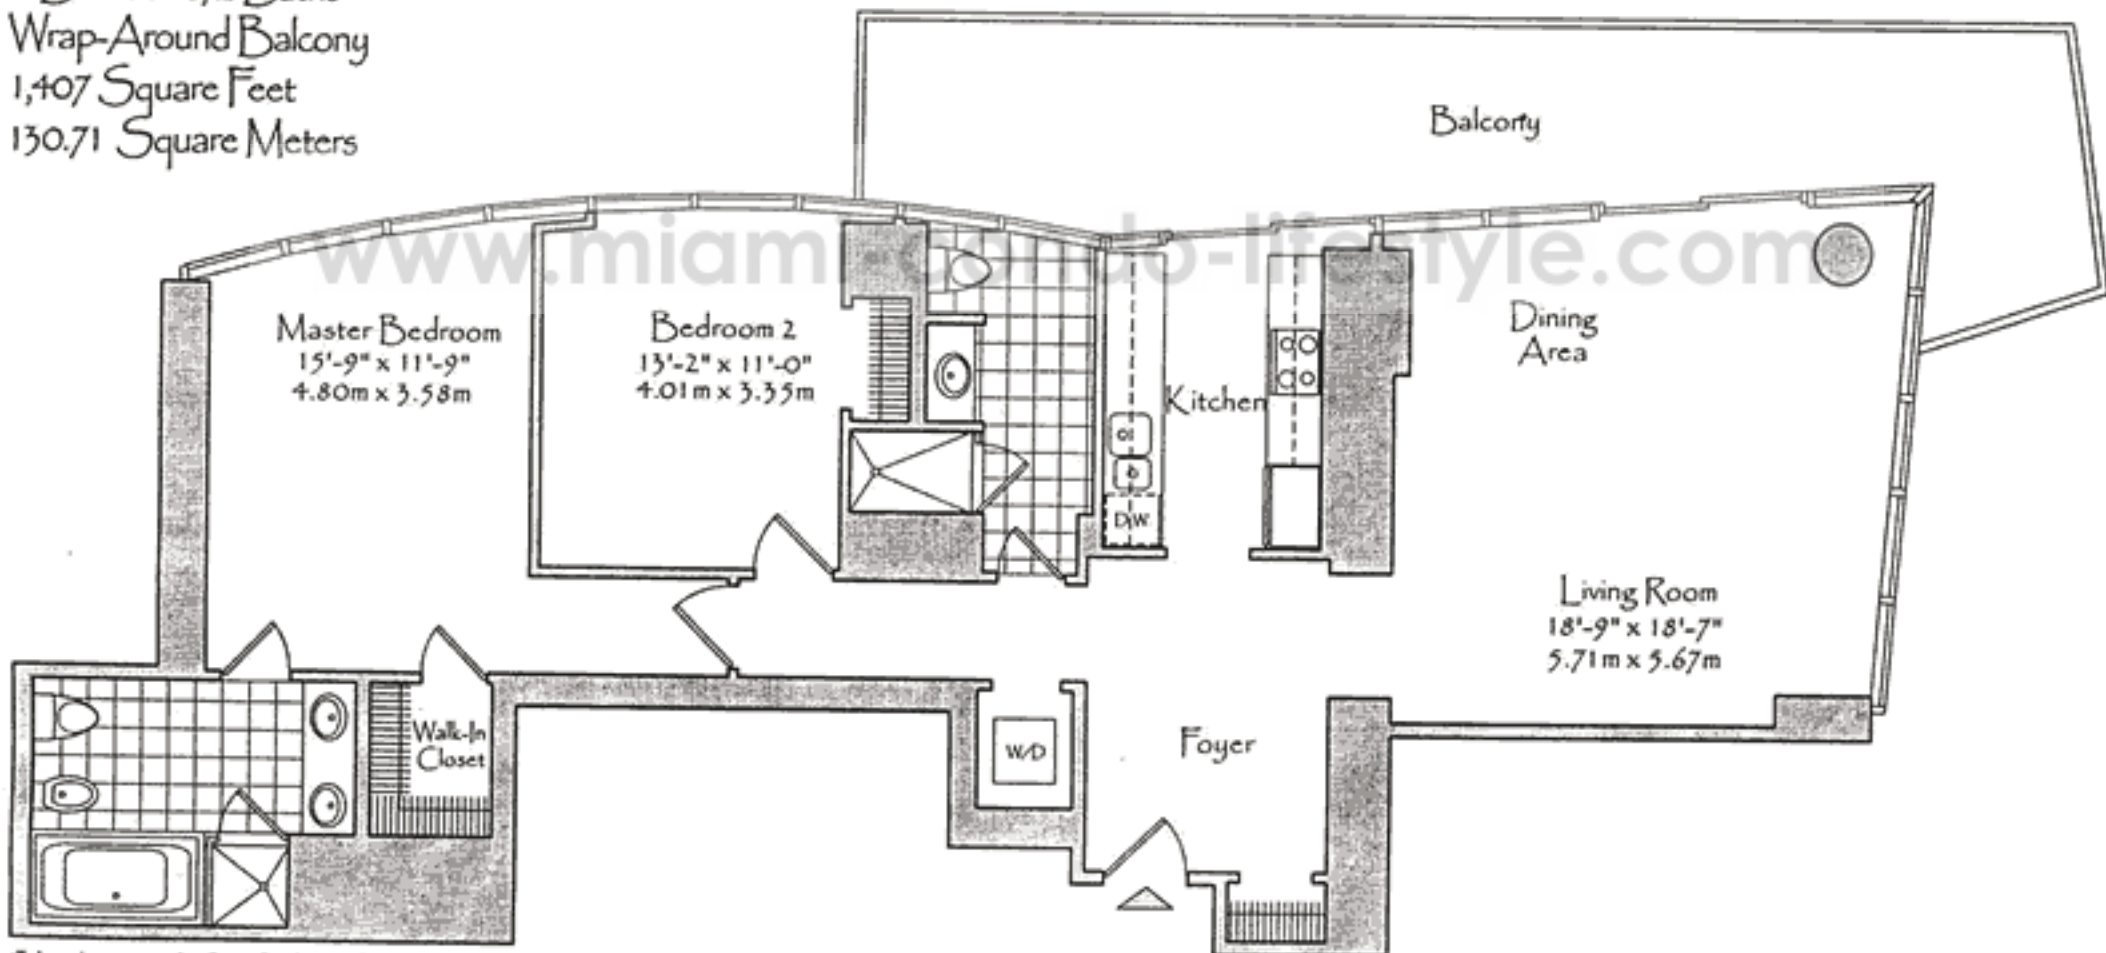 Wrap-Around Balcony
1,407 Square Feet
130.71 Square Meters
Balcony
www.miami-condo-lifestyle.com
Master Bedroom
15'-9" x 11'-9"
4.80m x 3.58m
Bedroom 2
13'-2" x 11'-0"
4.01m x 3.35m
Kitchen
D/W
Dining
Area
Living Room
18'-9" x 18'-7"
5.71m x 5.67m
Walk-In
Closet
W/D
Foyer